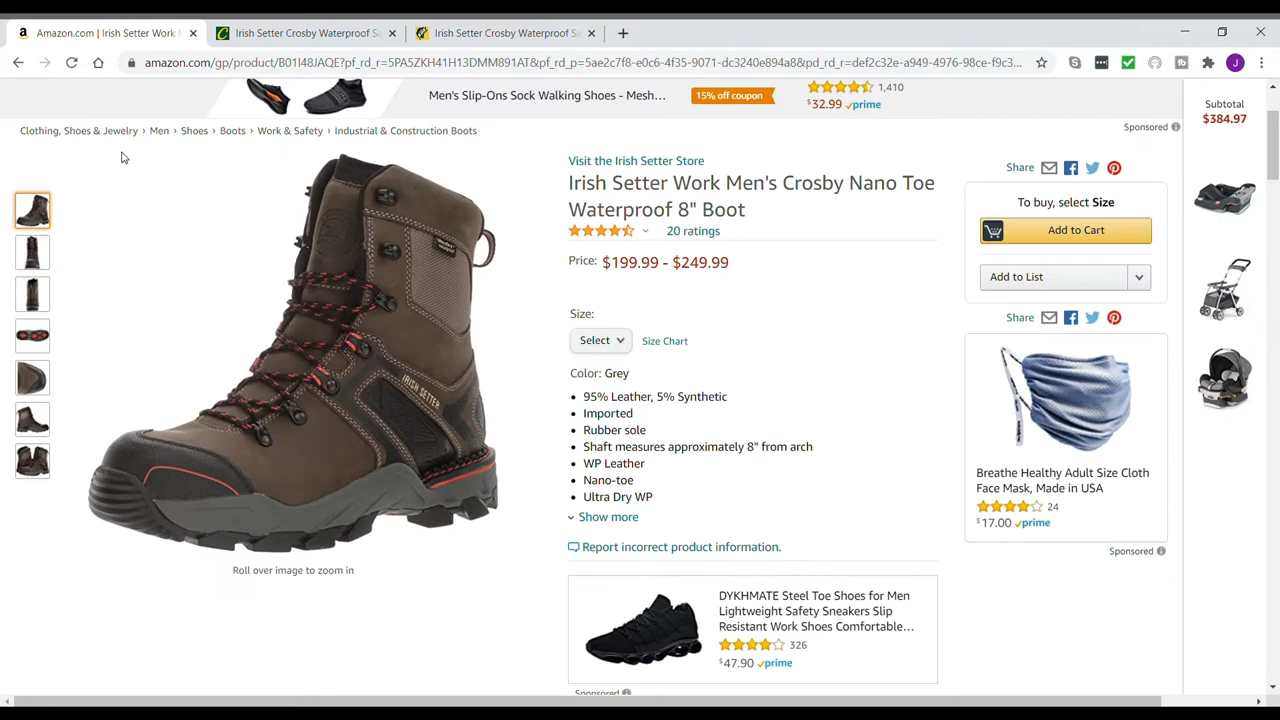 Amazon.com | Irish Setter Work M
Irish Setter Crosby Waterproof Sa
Irish Setter Crosby Waterproof Sa
amazon.com/gp/product/B01I48JAQE?pf_rd_r=5PA5Z
&pd_rd_r=def2c32e-a949-4976-98ce-f9c3...
J
Men's Slip-Ons Sock Walking Shoes - Mesh...
15% off coupon
1,410
$32.99 prime
Subtotal
$384.97
Clothing, Shoes & Jewelry › Men › Shoes › Boots › Work & Safety › Industrial & Construction Boots
Sponsored
Visit the Irish Setter Store
Irish Setter Work Men's Crosby Nano Toe
Waterproof 8" Boot
20 ratings
Price: $199.99 - $249.99
Size:
Select
Size Chart
Color: Grey
• 95% Leather, 5% Synthetic
• Imported
• Rubber sole
• Shaft measures approximately 8" from arch
• WP Leather
• Nano-toe
• Ultra Dry WP
Show more
Report incorrect product information.
IRISH SETTER
Roll over image to zoom in
DYKHMATE Steel Toe Shoes for Men
Lightweight Safety Sneakers Slip
Resistant Work Shoes Comfortable...
326
$47.90 prime
Sponsored
Share
To buy, select Size
Add to Cart
Add to List
Share
Breathe Healthy Adult Size Cloth
Face Mask, Made in USA
24
$17.00 prime
Sponsored